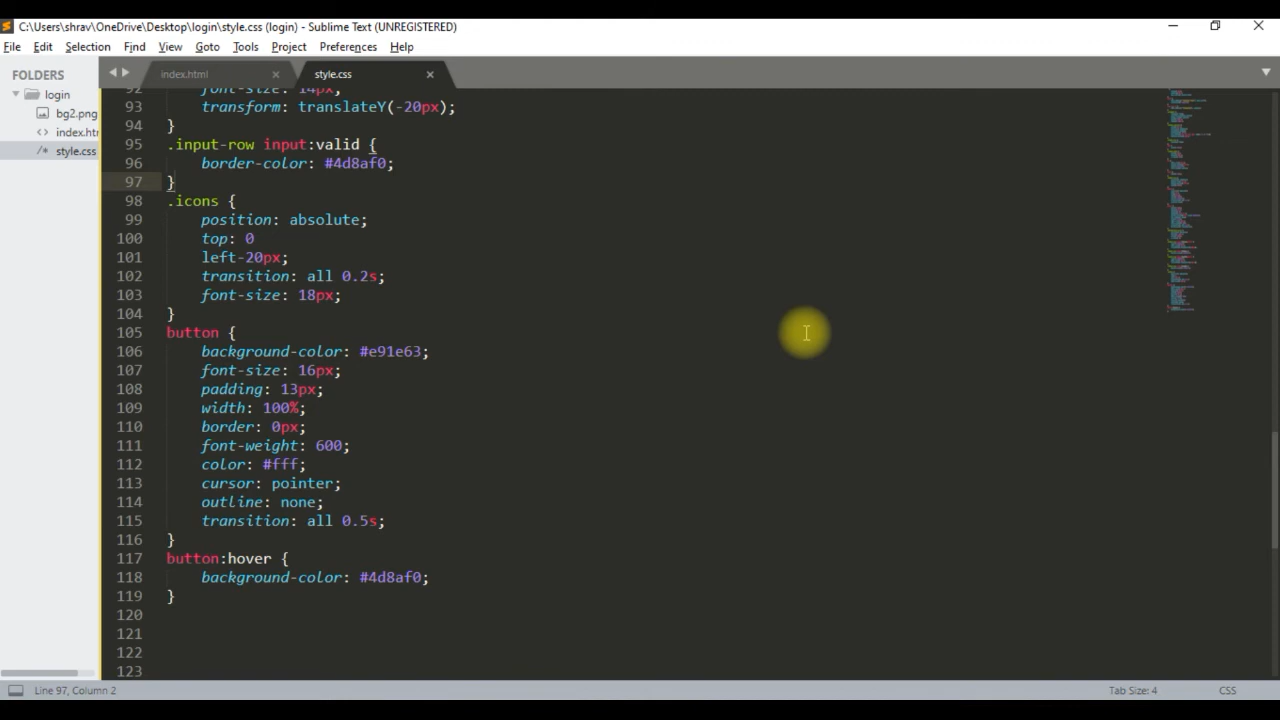 C:\Users\shrav\OneDrive\Desktop\login\style.css (login) - Sublime Text (UNREGISTERED)
File Edit Selection Find View Goto Tools Project Preferences Help
FOLDERS
login
bg2.png
index.htm
style.css
index.html
style.css
92 font-size: 14px;
93 transform: translateY(-20px);
94 }
95 .input-row input:valid {
96 border-color: #4d8af0;
97 }
98 .icons {
99 position: absolute;
100 top: 0
101 left-20px;
102 transition: all 0.2s;
103 font-size: 18px;
104 }
105 button {
106 background-color: #e91e63;
107 font-size: 16px;
108 padding: 13px;
109 width: 100%;
110 border: 0px;
111 font-weight: 600;
112 color: #fff;
113 cursor: pointer;
114 outline: none;
115 transition: all 0.5s;
116 }
117 button:hover {
118 background-color: #4d8af0;
119 }
120
121
122
123
Line 97, Column 2
Tab Size: 4
CSS